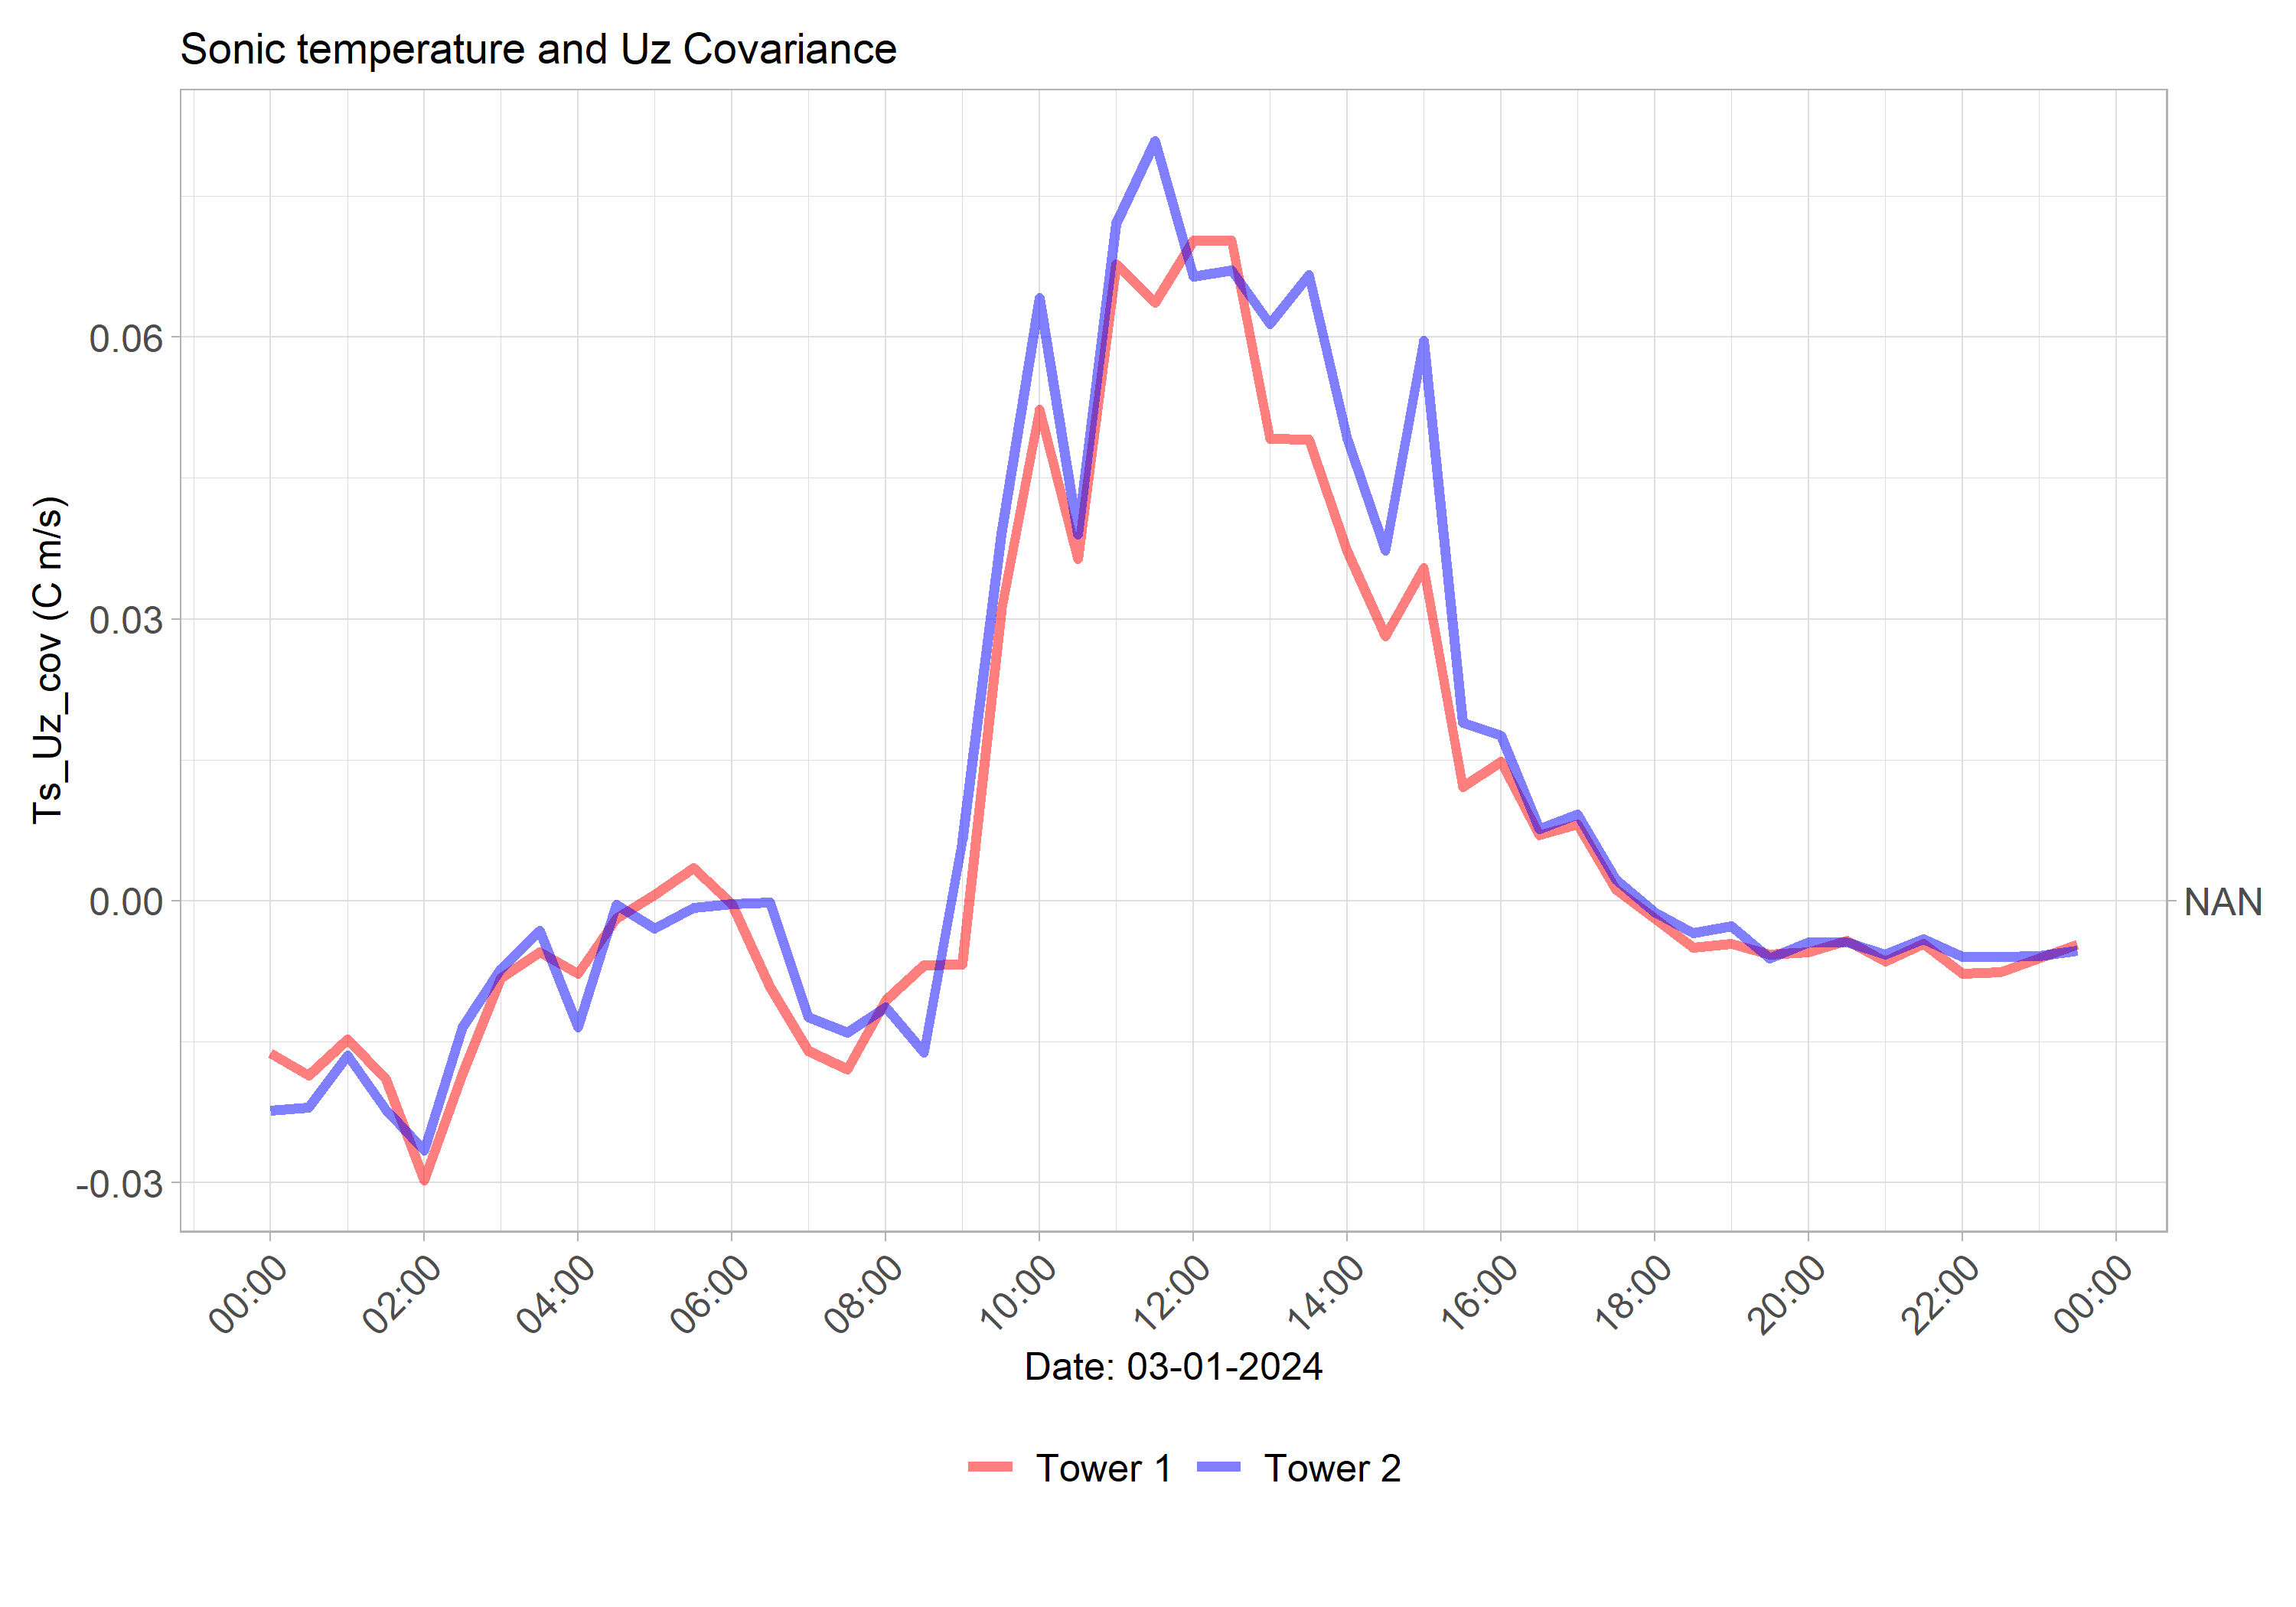 Sonic temperature and Uz Covariance
Ts_Uz_cov (C m/s)
0.06
0.03
0.00
-0.03
NAN
00:00
02:00
04:00
06:00
08:00
10:00
12:00
14:00
16:00
18:00
20:00
22:00
00:00
Date: 03-01-2024
Tower 1
Tower 2